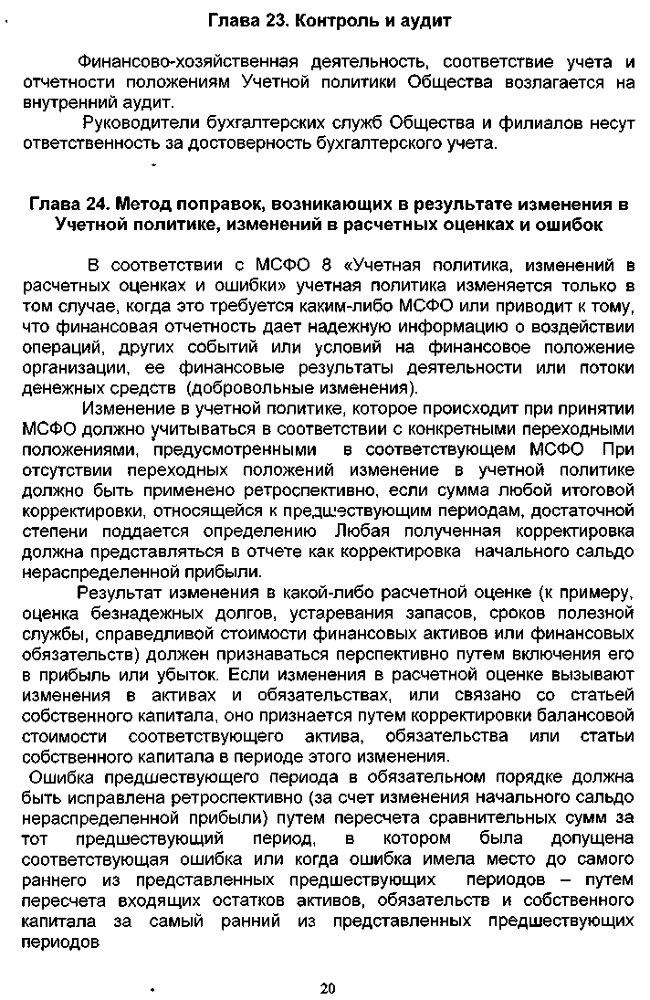 Глава 23. Контроль и аудит
Финансово-хозяйственная деятельность, соответствие учета и
отчетности положениям Учетной политики Общества возлагается на
внутренний аудит.
Руководители бухгалтерских служб Общества и филиалов несут
ответственность за достоверность бухгалтерского учета.
Глава 24. Метод поправок, возникающих в результате изменения в
Учетной политике, изменений в расчетных оценках и ошибок
В соответствии с МСФО 8 «Учетная политика, изменений в
расчетных оценках и ошибки» учетная политика изменяется только в
том случае, когда это требуется каким-либо МСФО или приводит к тому,
что финансовая отчетность дает надежную информацию о воздействии
операций, других событий или условий на финансовое положение
организации, ее финансовые результаты деятельности или потоки
денежных средств (добровольные изменения).
Изменение в учетной политике, которое происходит при принятии
МСФО должно учитываться в соответствии с конкретными переходными
положениями, предусмотренными в соответствующем МСФО При
отсутствии переходных положений изменение в учетной политике
должно быть применено ретроспективно, если сумма любой итоговой
корректировки, относящейся к предшествующим периодам, достаточной
степени поддается определению Любая полученная корректировка
должна представляться в отчете как корректировка начального сальдо
нераспределенной прибыли.
Результат изменения в какой-либо расчетной оценке (к примеру,
оценка безнадежных долгов, устаревания запасов, сроков полезной
службы, справедливой стоимости финансовых активов или финансовых
обязательств) должен признаваться перспективно путем включения его
в прибыль или убыток. Если изменения в расчетной оценке вызывают
изменения в активах и обязательствах, или связано со статьей
собственного капитала, оно признается путем корректировки балансовой
стоимости соответствующего актива, обязательства или статьи
собственного капитала в периоде этого изменения.
Ошибка предшествующего периода в обязательном порядке должна
быть исправлена ретроспективно (за счет изменения начального сальдо
нераспределенной прибыли) путем пересчета сравнительных сумм за
тот предшествующий период, в котором была допущена
соответствующая ошибка или когда ошибка имела место до самого
раннего из представленных предшествующих периодов – путем
пересчета входящих остатков активов, обязательств и собственного
капитала за самый ранний из представленных предшествующих
периодов
20